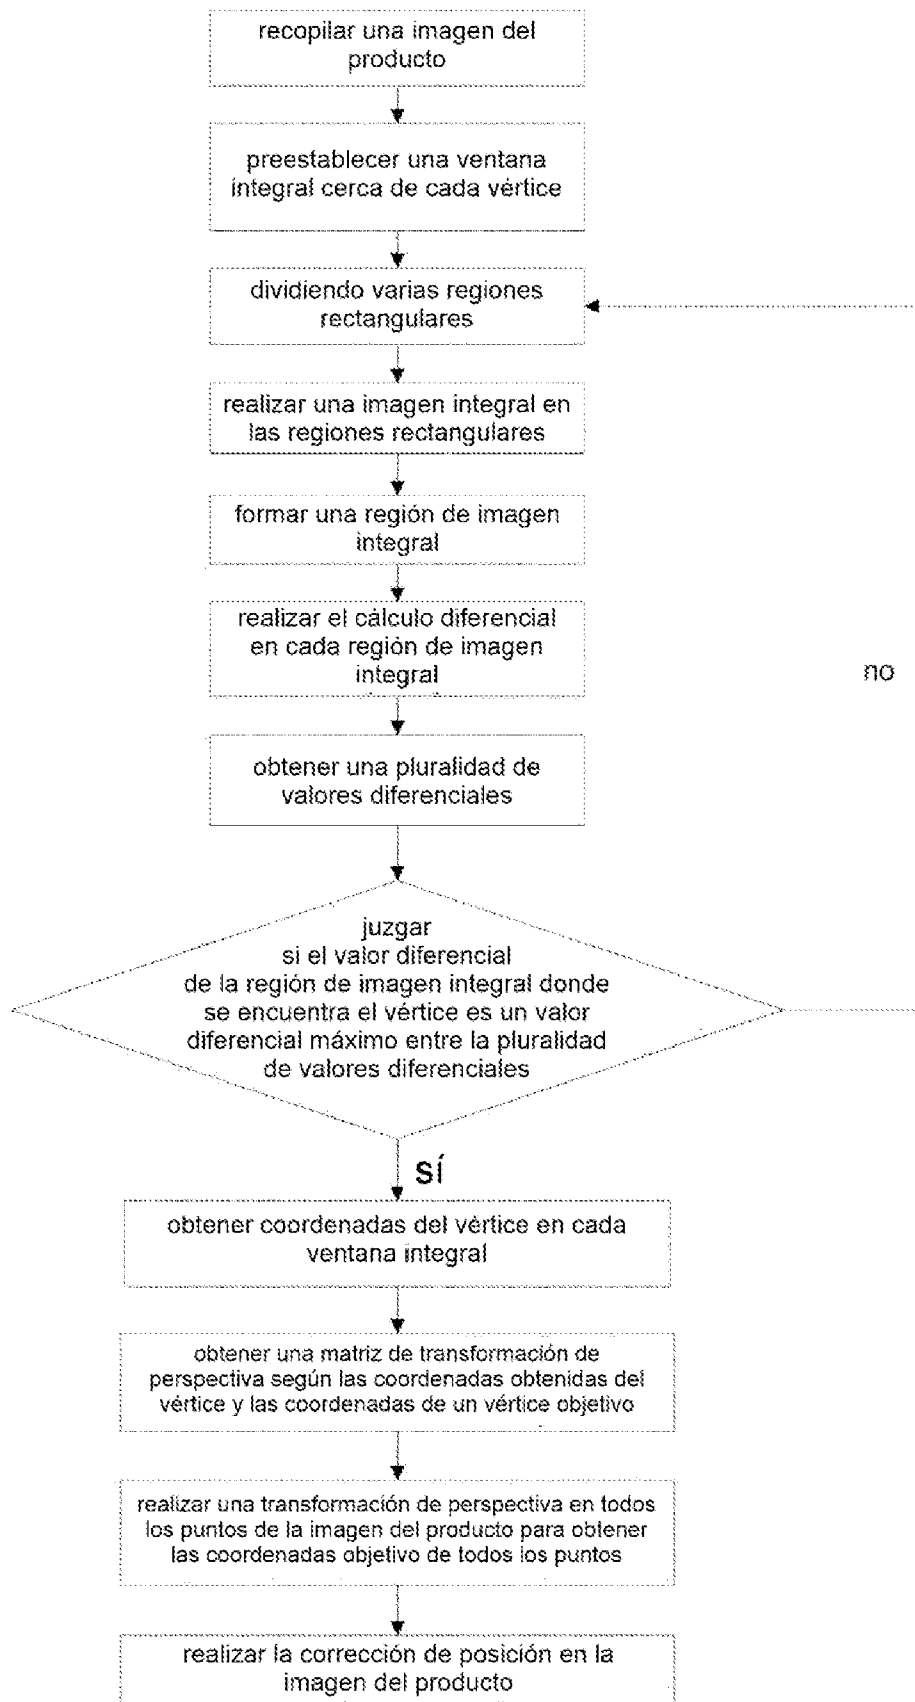 recopilar una imagen del
producto
preestablecer una ventana
integral cerca de cada vértice
dividiendo varias regiones
rectangulares
realizar una imagen integral en
las regiones rectangulares
formar una región de imagen
integral
realizar el cálculo diferencial
en cada región de imagen
integral
no
obtener una pluralidad de
valores diferenciales
juzgar
si el valor diferencial
de la región de imagen integral donde
se encuentra el vértice es un valor
diferencial máximo entre la pluralidad
de valores diferenciales
sí
obtener coordenadas del vértice en cada
ventana integral
obtener una matriz de transformación de
perspectiva según las coordenadas obtenidas del
vértice y las coordenadas de un vértice objetivo
realizar una transformación de perspectiva en todos
los puntos de la imagen del producto para obtener
las coordenadas objetivo de todos los puntos
realizar la corrección de posición en la
imagen del producto